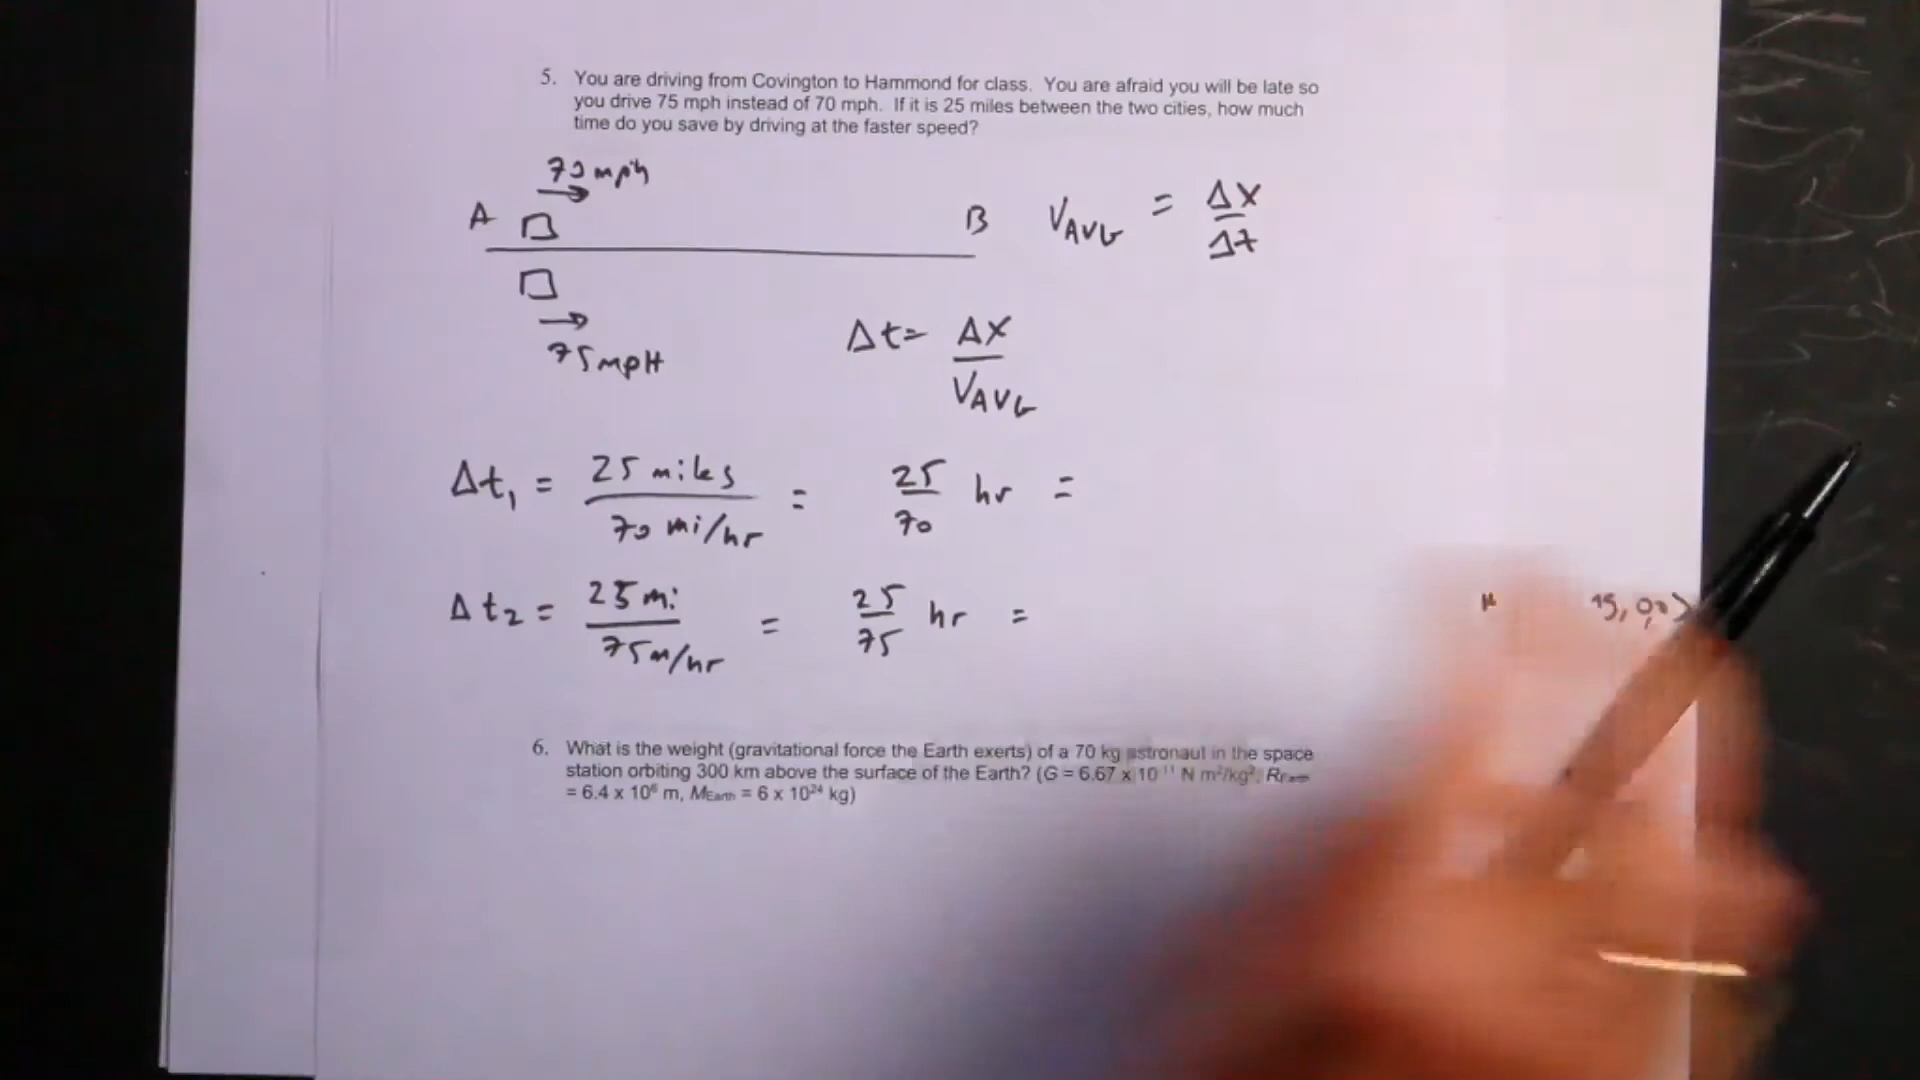 5. You are driving from Covington to Hammond for class. You are afraid you will be late so
you drive 75 mph instead of 70 mph. If it is 25 miles between the two cities, how much
time do you save by driving at the faster speed?
70 mph
A B VAVG = ΔX/Δt
75 mpH
Δt = ΔX/VAVG
Δt₁ = 25 miles/70 mi/hr = 25/70 hr =
Δt₂ = 25 mi/75 m/hr = 25/75 hr =
6. What is the weight (gravitational force the Earth exerts) of a 70 kg astronaut in the space
station orbiting 300 km above the surface of the Earth? (G = 6.67 x 10⁻¹¹ N m²/kg², REarth
= 6.4 x 10⁶ m, MEarth = 6 x 10²⁴ kg)